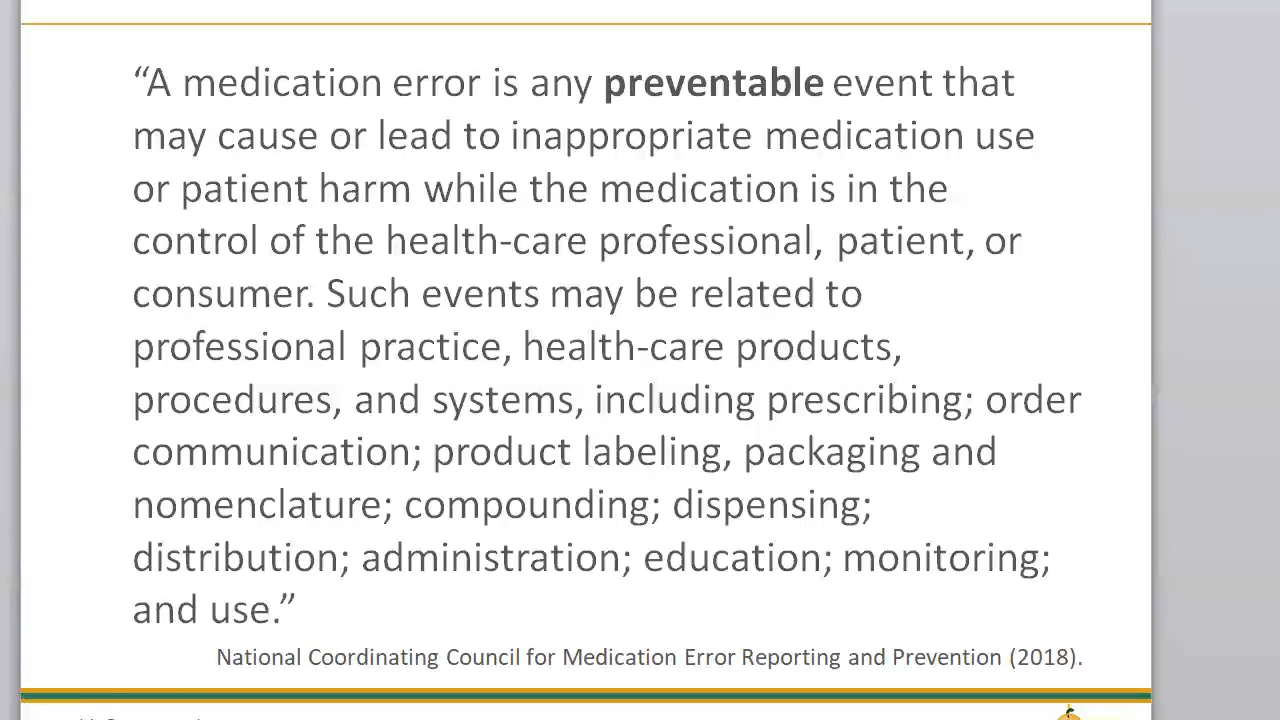 “A medication error is any preventable event that
may cause or lead to inappropriate medication use
or patient harm while the medication is in the
control of the health-care professional, patient, or
consumer. Such events may be related to
professional practice, health-care products,
procedures, and systems, including prescribing; order
communication; product labeling, packaging and
nomenclature; compounding; dispensing;
distribution; administration; education; monitoring;
and use.”
National Coordinating Council for Medication Error Reporting and Prevention (2018).